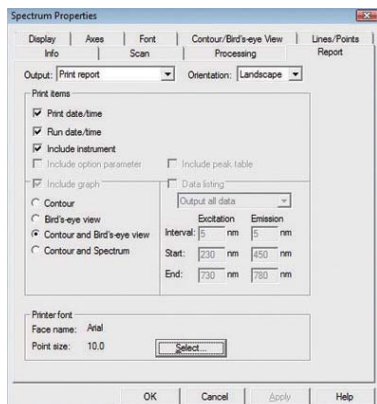 Spectrum Properties
Display Axes Font Contour/Bird's-eye View Lines/Points
Info Scan Processing Report
Output: Print report Orientation: Landscape
Print items
Print date/time
Run date/time
Include instrument
Include option parameter Include peak table
Include graph Data listing
Contour Output all data
Bird's-eye view Excitation Emission
Contour and Bird's-eye view Interval: 5 nm 5 nm
Contour and Spectrum Start: 230 nm 450 nm
End: 730 nm 780 nm
Printer font
Face name: Arial
Point size: 10.0 Select...
OK Cancel Apply Help